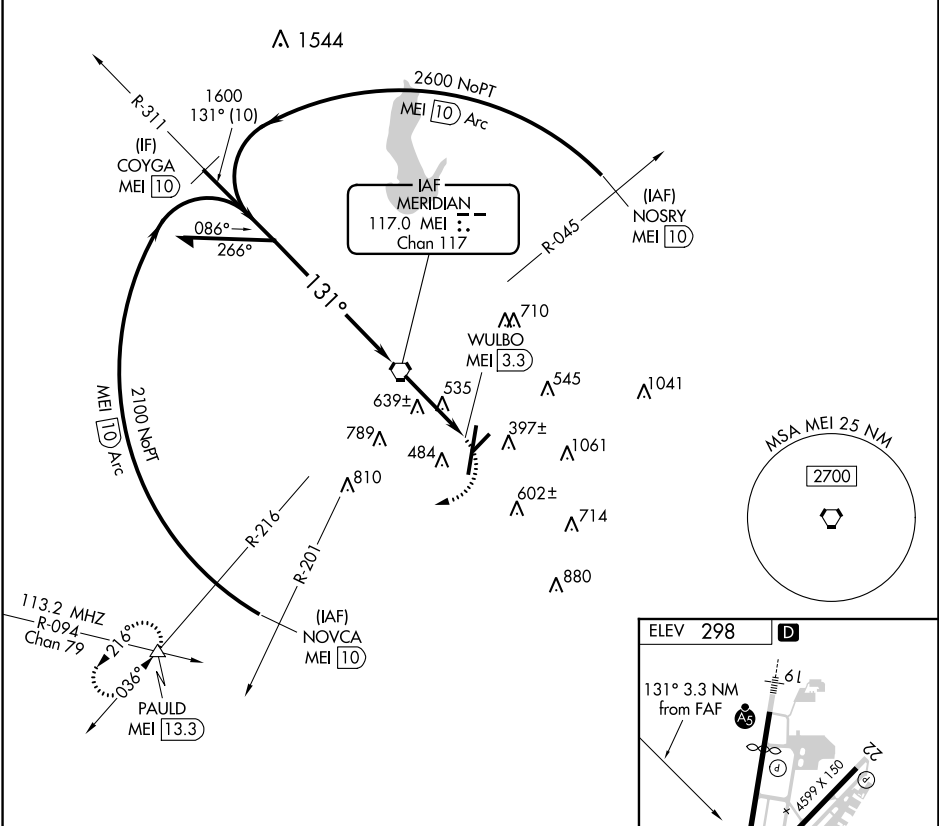 1544
2600 NoPT
MEI 10 Arc
R-311
1600
131° (10)
(IF)
COYGA
MEI 10
IAF
MERIDIAN
117.0 MEI
Chan 117
(IAF)
NOSRY
MEI 10
R-045
086°
266°
131°
710
WULBO
MEI 3.3
535
545
1041
639±
789
484
397±
1061
810
602±
714
880
2100 NoPT
MEI 10 Arc
R-216
R-201
MSA MEI 25 NM
2700
113.2 MHZ
R-094
Chan 79
216°
036°
PAULD
MEI 13.3
(IAF)
NOVCA
MEI 10
ELEV 298
D
131° 3.3 NM
from FAF
19
A5
P
22
P
4599 X 150